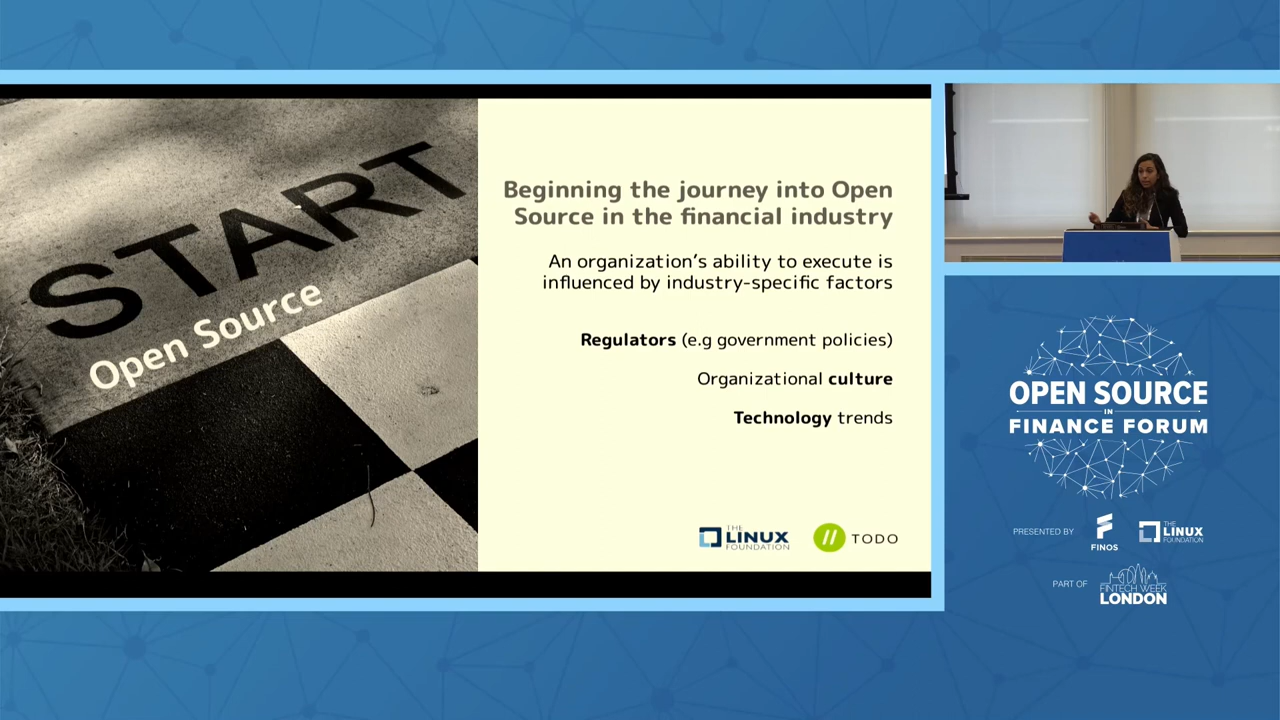 START
Open Source
Beginning the journey into Open
Source in the financial industry
An organization's ability to execute is
influenced by industry-specific factors
Regulators (e.g government policies)
Organizational culture
Technology trends
THE
LINUX
FOUNDATION
TODO
OPEN SOURCE
IN
FINANCE FORUM
PRESENTED BY
FINOS
THE
LINUX
FOUNDATION
PART OF
FINTECH WEEK
LONDON